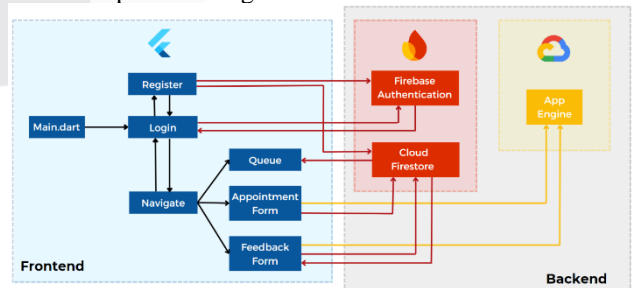 Register
Firebase
Authentication
App
Engine
Main.dart
Login
Queue
Cloud
Firestore
Navigate
Appointment
Form
Feedback
Form
Frontend
Backend